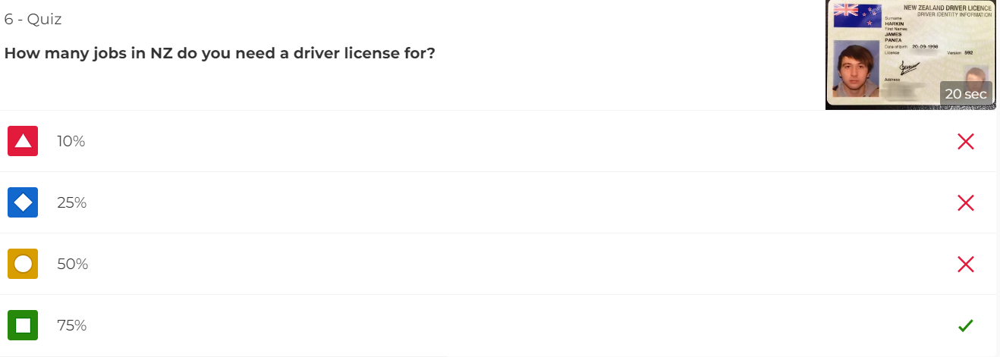 6 - Quiz
How many jobs in NZ do you need a driver license for?
NEW ZEALAND DRIVER LICENCE
DRIVER IDENTITY INFORMATION
Surname
HARKIN
First Names
JAMES
PANEA
Date of birth 20-09-1998
Licence Version 592
Address
20 sec
10%
25%
50%
75%